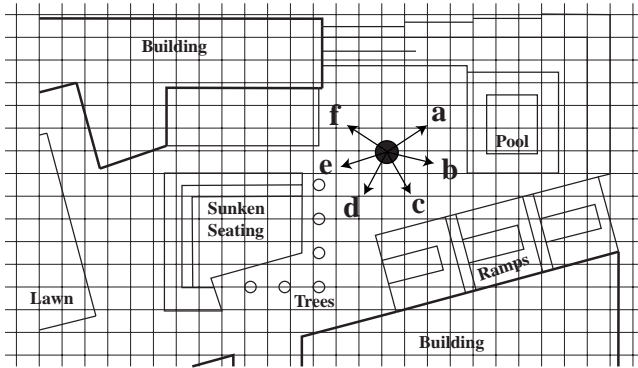 Building
f
a
Pool
e
b
d
c
Sunken
Seating
Ramps
Lawn
Trees
Building